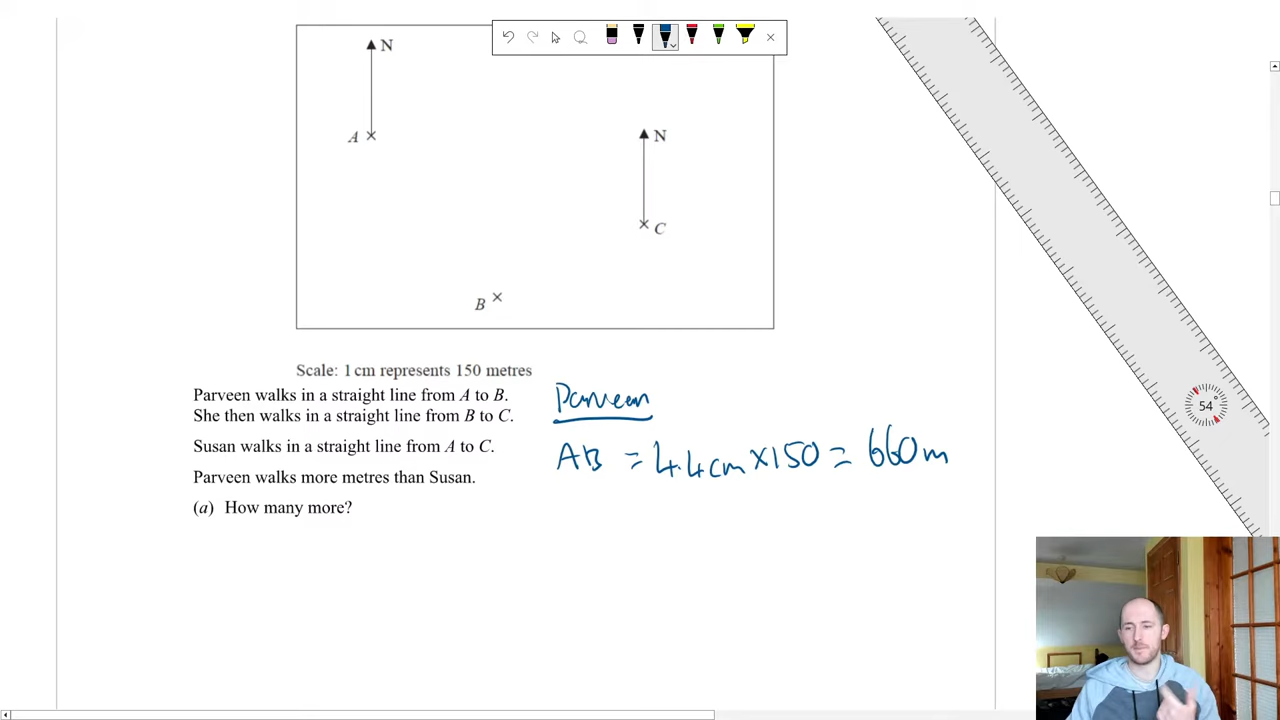 N
A
N
C
B
Scale: 1 cm represents 150 metres
Parveen walks in a straight line from A to B.
She then walks in a straight line from B to C.
Susan walks in a straight line from A to C.
Parveen walks more metres than Susan.
(a) How many more?
Parveen
AB = 4.4cm ×150 = 660m
54°